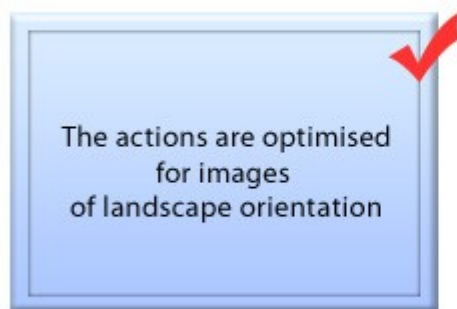 The actions are optimised
for images
of landscape orientation